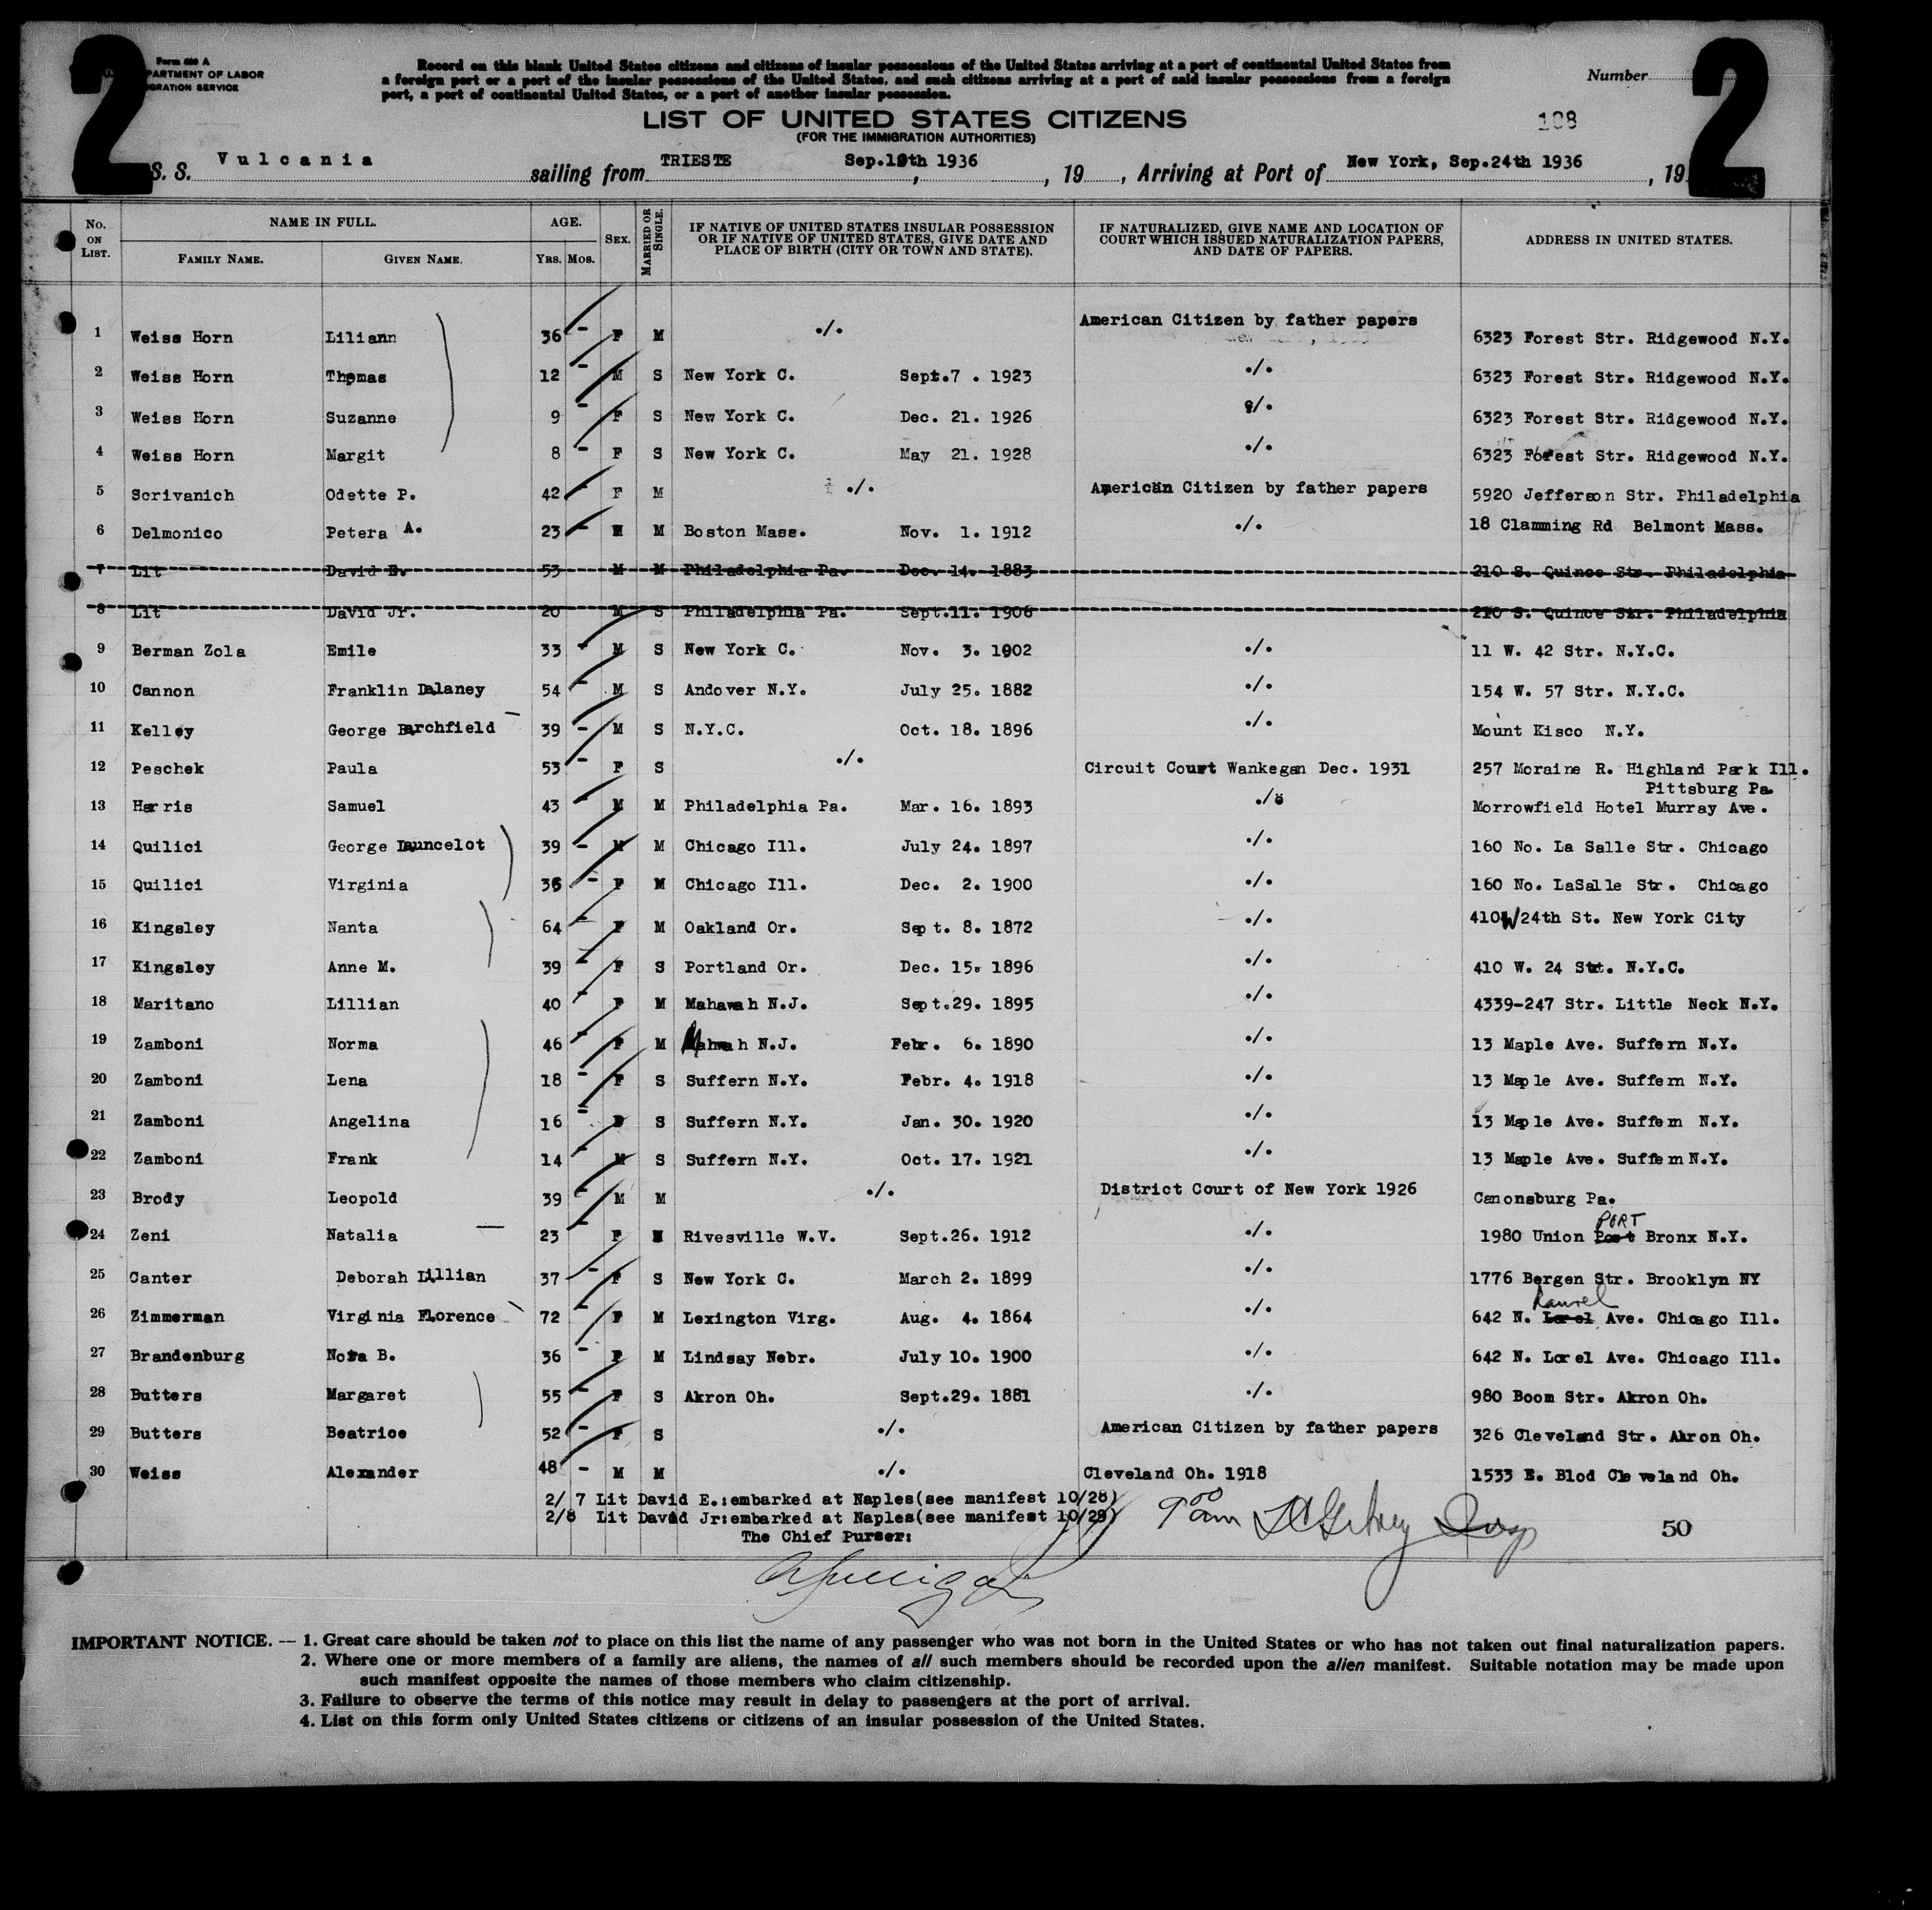 2 2
Form 630 A
PARTMENT OF LABOR
GRATION SERVICE
Record on this blank United States citizens and citizens of insular possessions of the United States arriving at a port of continental United States from
a foreign port or a port of the insular possessions of the United States, and such citizens arriving at a port of said insular possessions from a foreign
port, a port of continental United States, or a port of another insular possession.
Number
LIST OF UNITED STATES CITIZENS
(FOR THE IMMIGRATION AUTHORITIES)
108
S. S. Vulcania sailing from TRIESTE Sep.19th 1936, 19 , Arriving at Port of New York, Sep.24th 1936, 19
No. ON LIST. NAME IN FULL. FAMILY NAME. GIVEN NAME. AGE. YRS. MOS. SEX. MARRIED OR SINGLE. IF NATIVE OF UNITED STATES INSULAR POSSESSION OR IF NATIVE OF UNITED STATES, GIVE DATE AND PLACE OF BIRTH (CITY OR TOWN AND STATE). IF NATURALIZED, GIVE NAME AND LOCATION OF COURT WHICH ISSUED NATURALIZATION PAPERS, AND DATE OF PAPERS. ADDRESS IN UNITED STATES.
1 Weiss Horn Liliann 36 - F M ./. American Citizen by father papers 6323 Forest Str. Ridgewood N.Y.
2 Weiss Horn Thomas 12 - M S New York C. Sept.7 . 1923 ./. 6323 Forest Str. Ridgewood N.Y.
3 Weiss Horn Suzanne 9 - F S New York C. Dec. 21. 1926 ./. 6323 Forest Str. Ridgewood N.Y.
4 Weiss Horn Margit 8 - F S New York C. May 21. 1928 ./. 6323 Forest Str. Ridgewood N.Y.
5 Scrivanich Odette P. 42 - F M ./. American Citizen by father papers 5920 Jefferson Str. Philadelphia
6 Delmonico Petera A. 23 - M M Boston Mass. Nov. 1. 1912 ./. 18 Clamming Rd Belmont Mass.
7 Lit David E. 53 M M Philadelphia Pa. Dec. 14. 1883 210 S. Quince Str. Philadelphia
8 Lit David Jr. 20 M S Philadelphia Pa. Sept.11. 1906 210 S. Quince Str. Philadelphia
9 Berman Zola Emile 33 - M S New York C. Nov. 3. 1902 ./. 11 W. 42 Str. N.Y.C.
10 Cannon Franklin Dalaney 54 - M S Andover N.Y. July 25. 1882 ./. 154 W. 57 Str. N.Y.C.
11 Kelley George Barchfield 39 - M S N.Y.C. Oct. 18. 1896 ./. Mount Kisco N.Y.
12 Peschek Paula 53 - F S ./. Circuit Court Wankegan Dec. 1931 257 Moraine R. Highland Park Ill.
Pittsburg Pa.
13 Harris Samuel 43 - M M Philadelphia Pa. Mar. 16. 1893 ./. Morrowfield Hotel Murray Ave.
14 Quilici George Launcelot 39 - M M Chicago Ill. July 24. 1897 ./. 160 No. La Salle Str. Chicago
15 Quilici Virginia 36 - F M Chicago Ill. Dec. 2. 1900 ./. 160 No. LaSalle Str. Chicago
16 Kingsley Nanta 64 - F M Oakland Or. Sept. 8. 1872 ./. 410 W 24th St. New York City
17 Kingsley Anne M. 39 - F S Portland Or. Dec. 15. 1896 ./. 410 W. 24 Str. N.Y.C.
18 Maritano Lillian 40 - F M Mahawah N.J. Sept.29. 1895 ./. 4339-247 Str. Little Neck N.Y.
19 Zamboni Norma 46 - F M Mahwah N.J. Febr. 6. 1890 ./. 13 Maple Ave. Suffern N.Y.
20 Zamboni Lena 18 - F S Suffern N.Y. Febr. 4. 1918 ./. 13 Maple Ave. Suffern N.Y.
21 Zamboni Angelina 16 - S Suffern N.Y. Jan. 30. 1920 ./. 13 Maple Ave. Suffern N.Y.
22 Zamboni Frank 14 - M S Suffern N.Y. Oct. 17. 1921 ./. 13 Maple Ave. Suffern N.Y.
23 Brody Leopold 39 - M M ./. District Court of New York 1926 Canonsburg Pa.
24 Zeni Natalia 23 - F M Rivesville W.V. Sept.26. 1912 ./. 1980 Union Post PORT Bronx N.Y.
25 Canter Deborah Lillian 37 - F S New York C. March 2. 1899 ./. 1776 Bergen Str. Brooklyn NY
26 Zimmerman Virginia Florence 72 - F M Lexington Virg. Aug. 4. 1864 ./. 642 N. Lorel Laurel Ave. Chicago Ill.
27 Brandenburg Nora B. 36 - F M Lindsay Nebr. July 10. 1900 ./. 642 N. Lorel Ave. Chicago Ill.
28 Butters Margaret 55 - F S Akron Oh. Sept.29. 1881 ./. 980 Boom Str. Akron Oh.
29 Butters Beatrice 52 - F S ./. American Citizen by father papers 326 Cleveland Str. Akron Oh.
30 Weiss Alexander 48 - M M ./. Cleveland Oh. 1918 1533 E. Blod Cleveland Oh.
2/ 7 Lit David E.:embarked at Naples(see manifest 10/28)
2/8 Lit David Jr:embarked at Naples(see manifest 10/29)
The Chief Purser:
9 00 am
50
IMPORTANT NOTICE. — 1. Great care should be taken not to place on this list the name of any passenger who was not born in the United States or who has not taken out final naturalization papers.
2. Where one or more members of a family are aliens, the names of all such members should be recorded upon the alien manifest. Suitable notation may be made upon
such manifest opposite the names of those members who claim citizenship.
3. Failure to observe the terms of this notice may result in delay to passengers at the port of arrival.
4. List on this form only United States citizens or citizens of an insular possession of the United States.